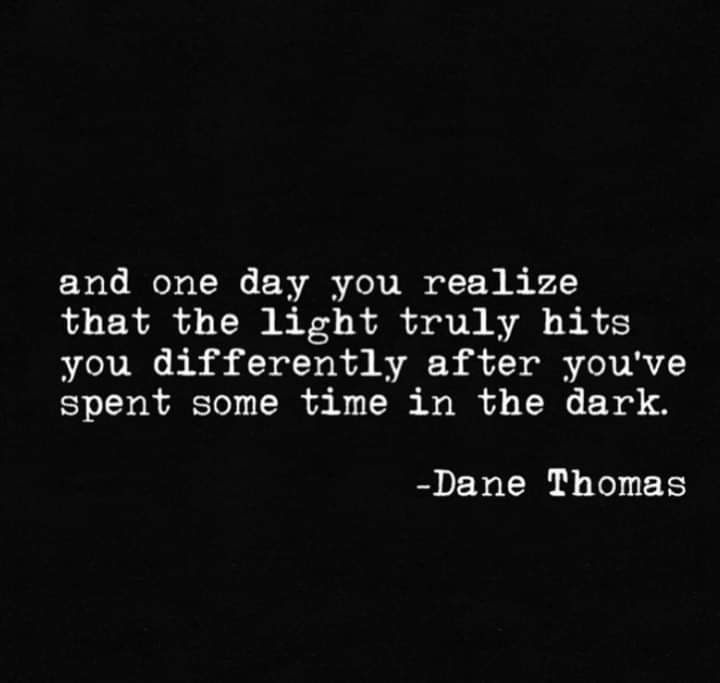 and one day you realize
that the light truly hits
you differently after you've
spent some time in the dark.
-Dane Thomas